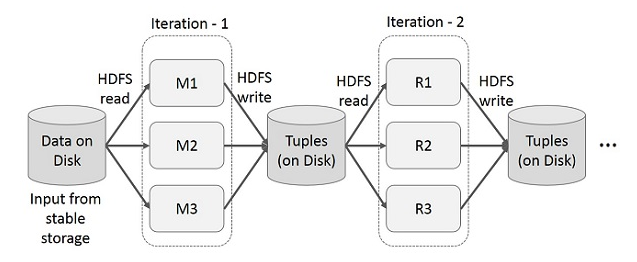 Iteration - 1
Iteration - 2
HDFS
read
HDFS
write
HDFS
read
HDFS
write
M1
M2
M3
R1
R2
R3
Data on
Disk
Tuples
(on Disk)
Tuples
(on Disk)
...
Input from
stable
storage